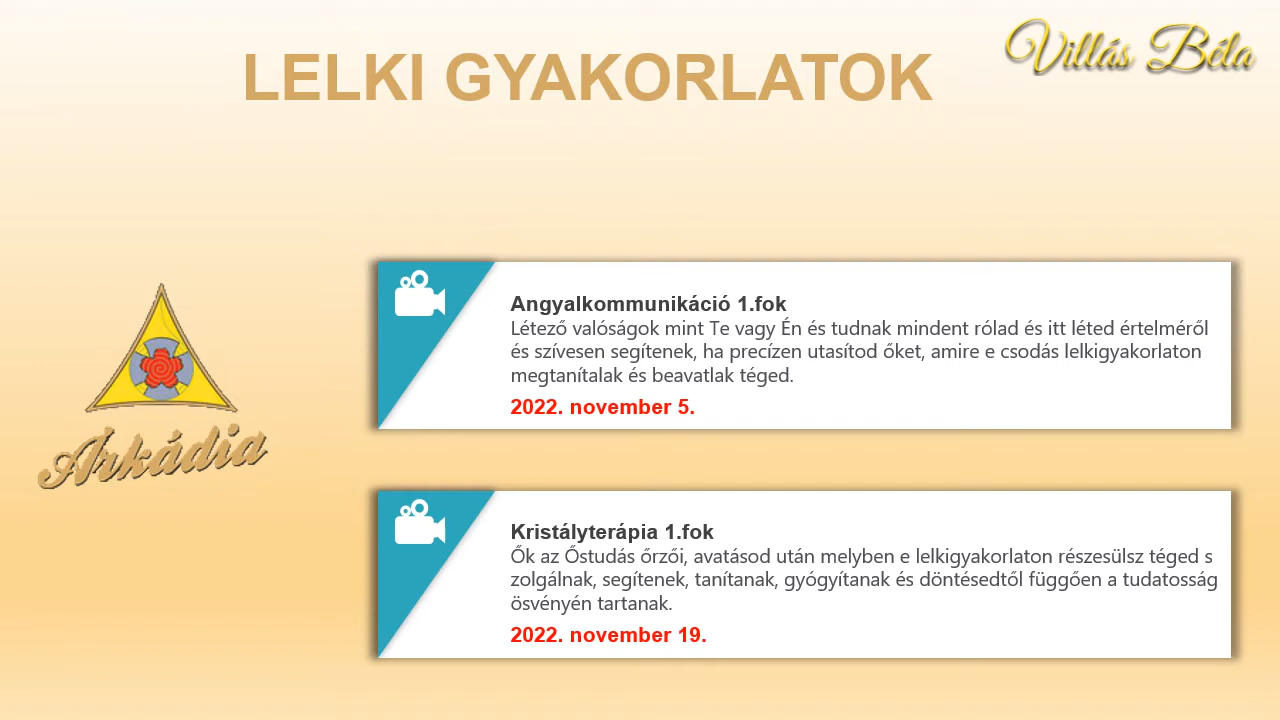 LELKI GYAKORLATOK
Villás Béla
Árkádia
Angyalkommunikáció 1.fok
Létező valóságok mint Te vagy Én és tudnak mindent rólad és itt léted értelméről
és szívesen segítenek, ha precízen utasítod őket, amire e csodás lelkigyakorlaton
megtanítalak és beavatlak téged.
2022. november 5.
Kristályterápia 1.fok
Ők az Őstudás őrzői, avatásod után melyben e lelkigyakorlaton részesülsz téged s
zolgálnak, segítenek, tanítanak, gyógyítanak és döntésedtől függően a tudatosság
ösvényén tartanak.
2022. november 19.